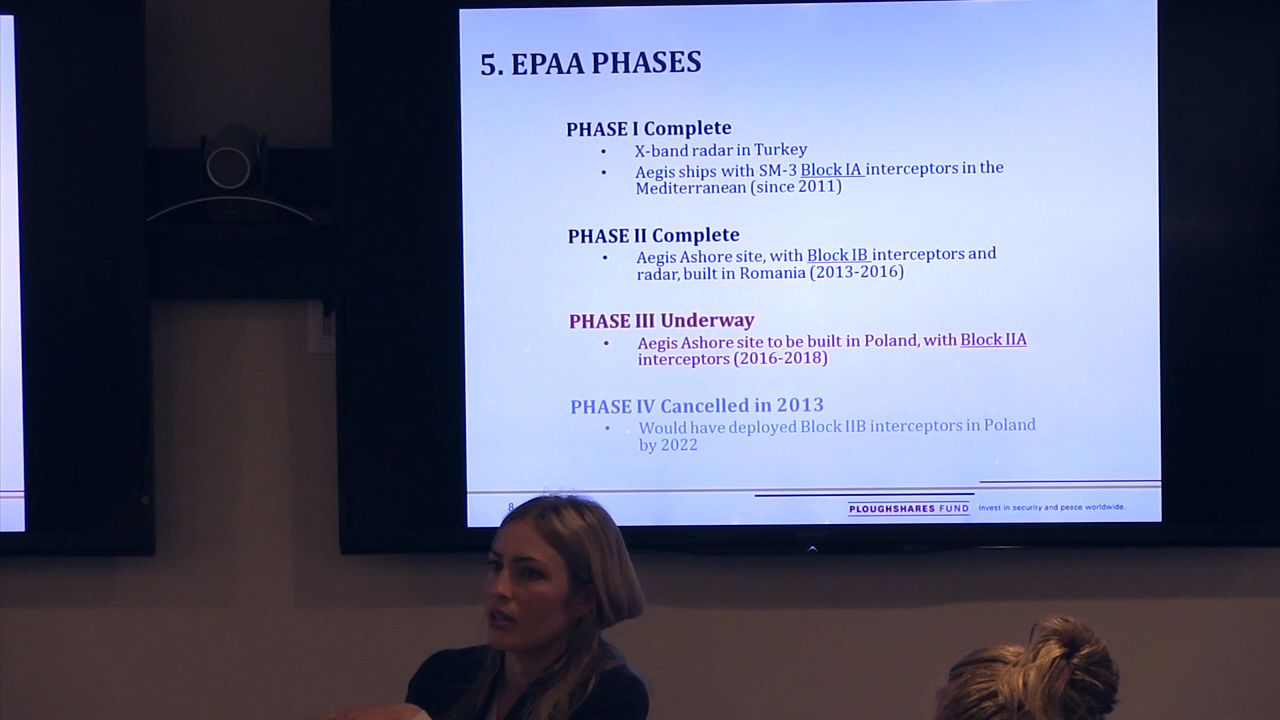 5. EPAA PHASES
PHASE I Complete
• X-band radar in Turkey
• Aegis ships with SM-3 Block IA interceptors in the
Mediterranean (since 2011)
PHASE II Complete
• Aegis Ashore site, with Block IB interceptors and
radar, built in Romania (2013-2016)
PHASE III Underway
• Aegis Ashore site to be built in Poland, with Block IIA
interceptors (2016-2018)
PHASE IV Cancelled in 2013
• Would have deployed Block IIB interceptors in Poland
by 2022
8
PLOUGHSHARES FUND Invest in security and peace worldwide.